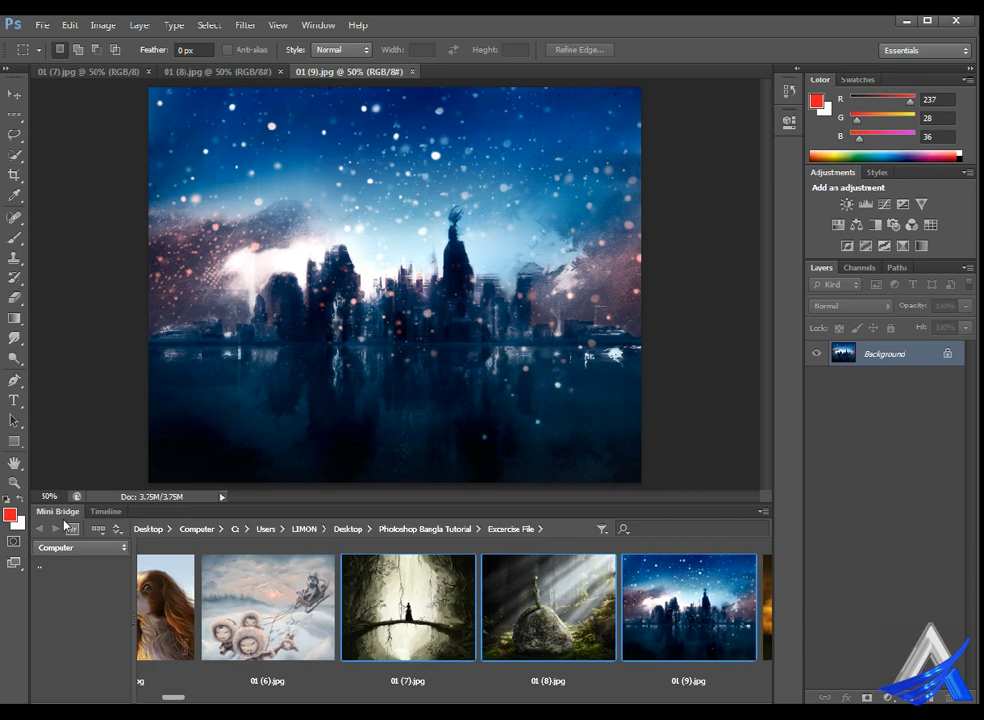 Ps File Edit Image Layer Type Select Filter View Window Help
Feather: 0 px Anti-alias Style: Normal Width: Height: Refine Edge... Essentials
01 (7).jpg @ 50% (RGB/8) × 01 (8).jpg @ 50% (RGB/8#) × 01 (9).jpg @ 50% (RGB/8#) ×
Color Swatches
R 237
G 28
B 36
Adjustments Styles
Add an adjustment
Layers Channels Paths
Kind
Normal Opacity: 100%
Lock: Fill: 100%
Background
50% Doc: 3.75M/3.75M
Mini Bridge Timeline
Desktop Computer C: Users LIMON Desktop Photoshop Bangla Tutorial Excercise File
Computer
..
pg 01 (6).jpg 01 (7).jpg 01 (8).jpg 01 (9).jpg
fx